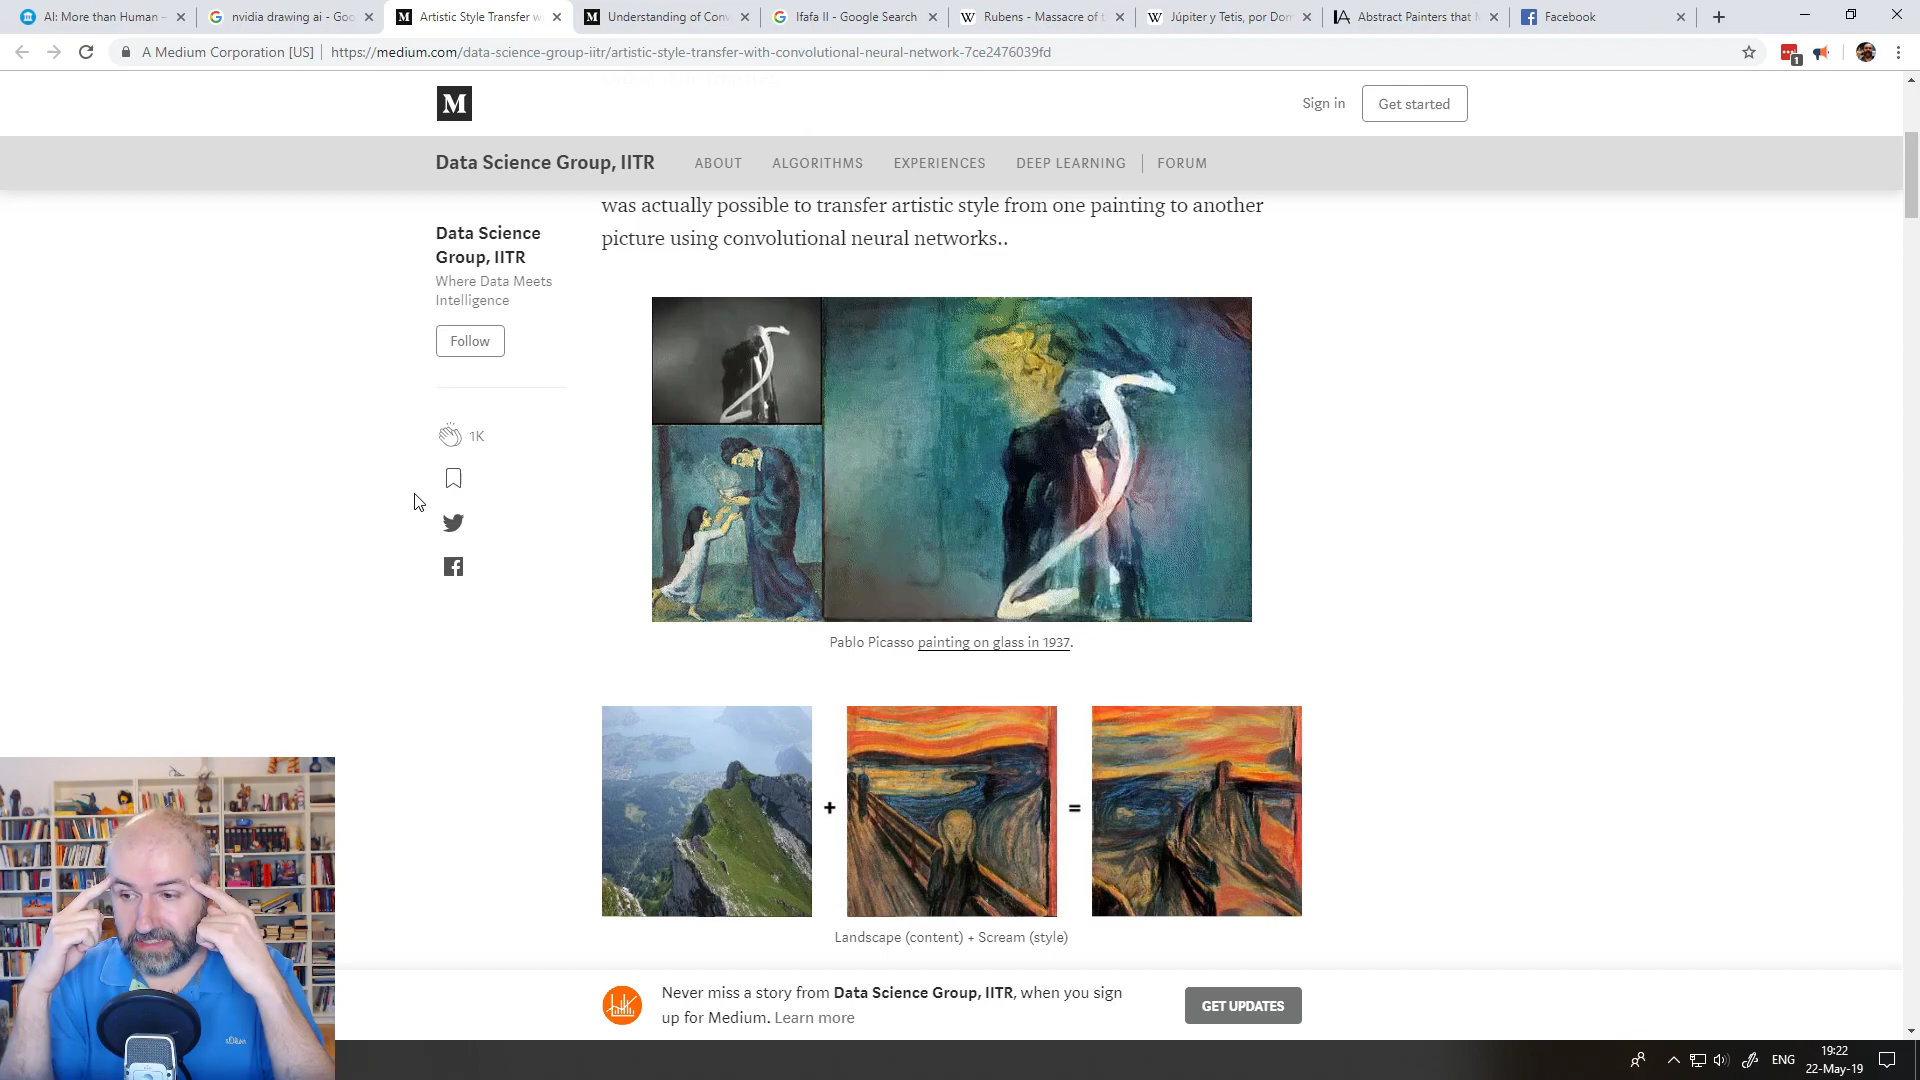 AI: More than Human –
nvidia drawing ai - Goo
Artistic Style Transfer w
Understanding of Conv
Ifafa II - Google Search
Rubens - Massacre of t
Júpiter y Tetis, por Dom
Abstract Painters that
Facebook
A Medium Corporation [US] | https://medium.com/data-science-group-iitr/artistic-style-transfer-with-convolutional-neural-network-7ce2476039fd
1
M
Sign in
Get started
Data Science Group, IITR
ABOUT
ALGORITHMS
EXPERIENCES
DEEP LEARNING
FORUM
was actually possible to transfer artistic style from one painting to another
picture using convolutional neural networks..
Data Science
Group, IITR
Where Data Meets
Intelligence
Follow
1K
Pablo Picasso painting on glass in 1937.
+
=
Landscape (content) + Scream (style)
Never miss a story from Data Science Group, IITR, when you sign
up for Medium. Learn more
GET UPDATES
s.Oliver
ENG
19:22
22-May-19